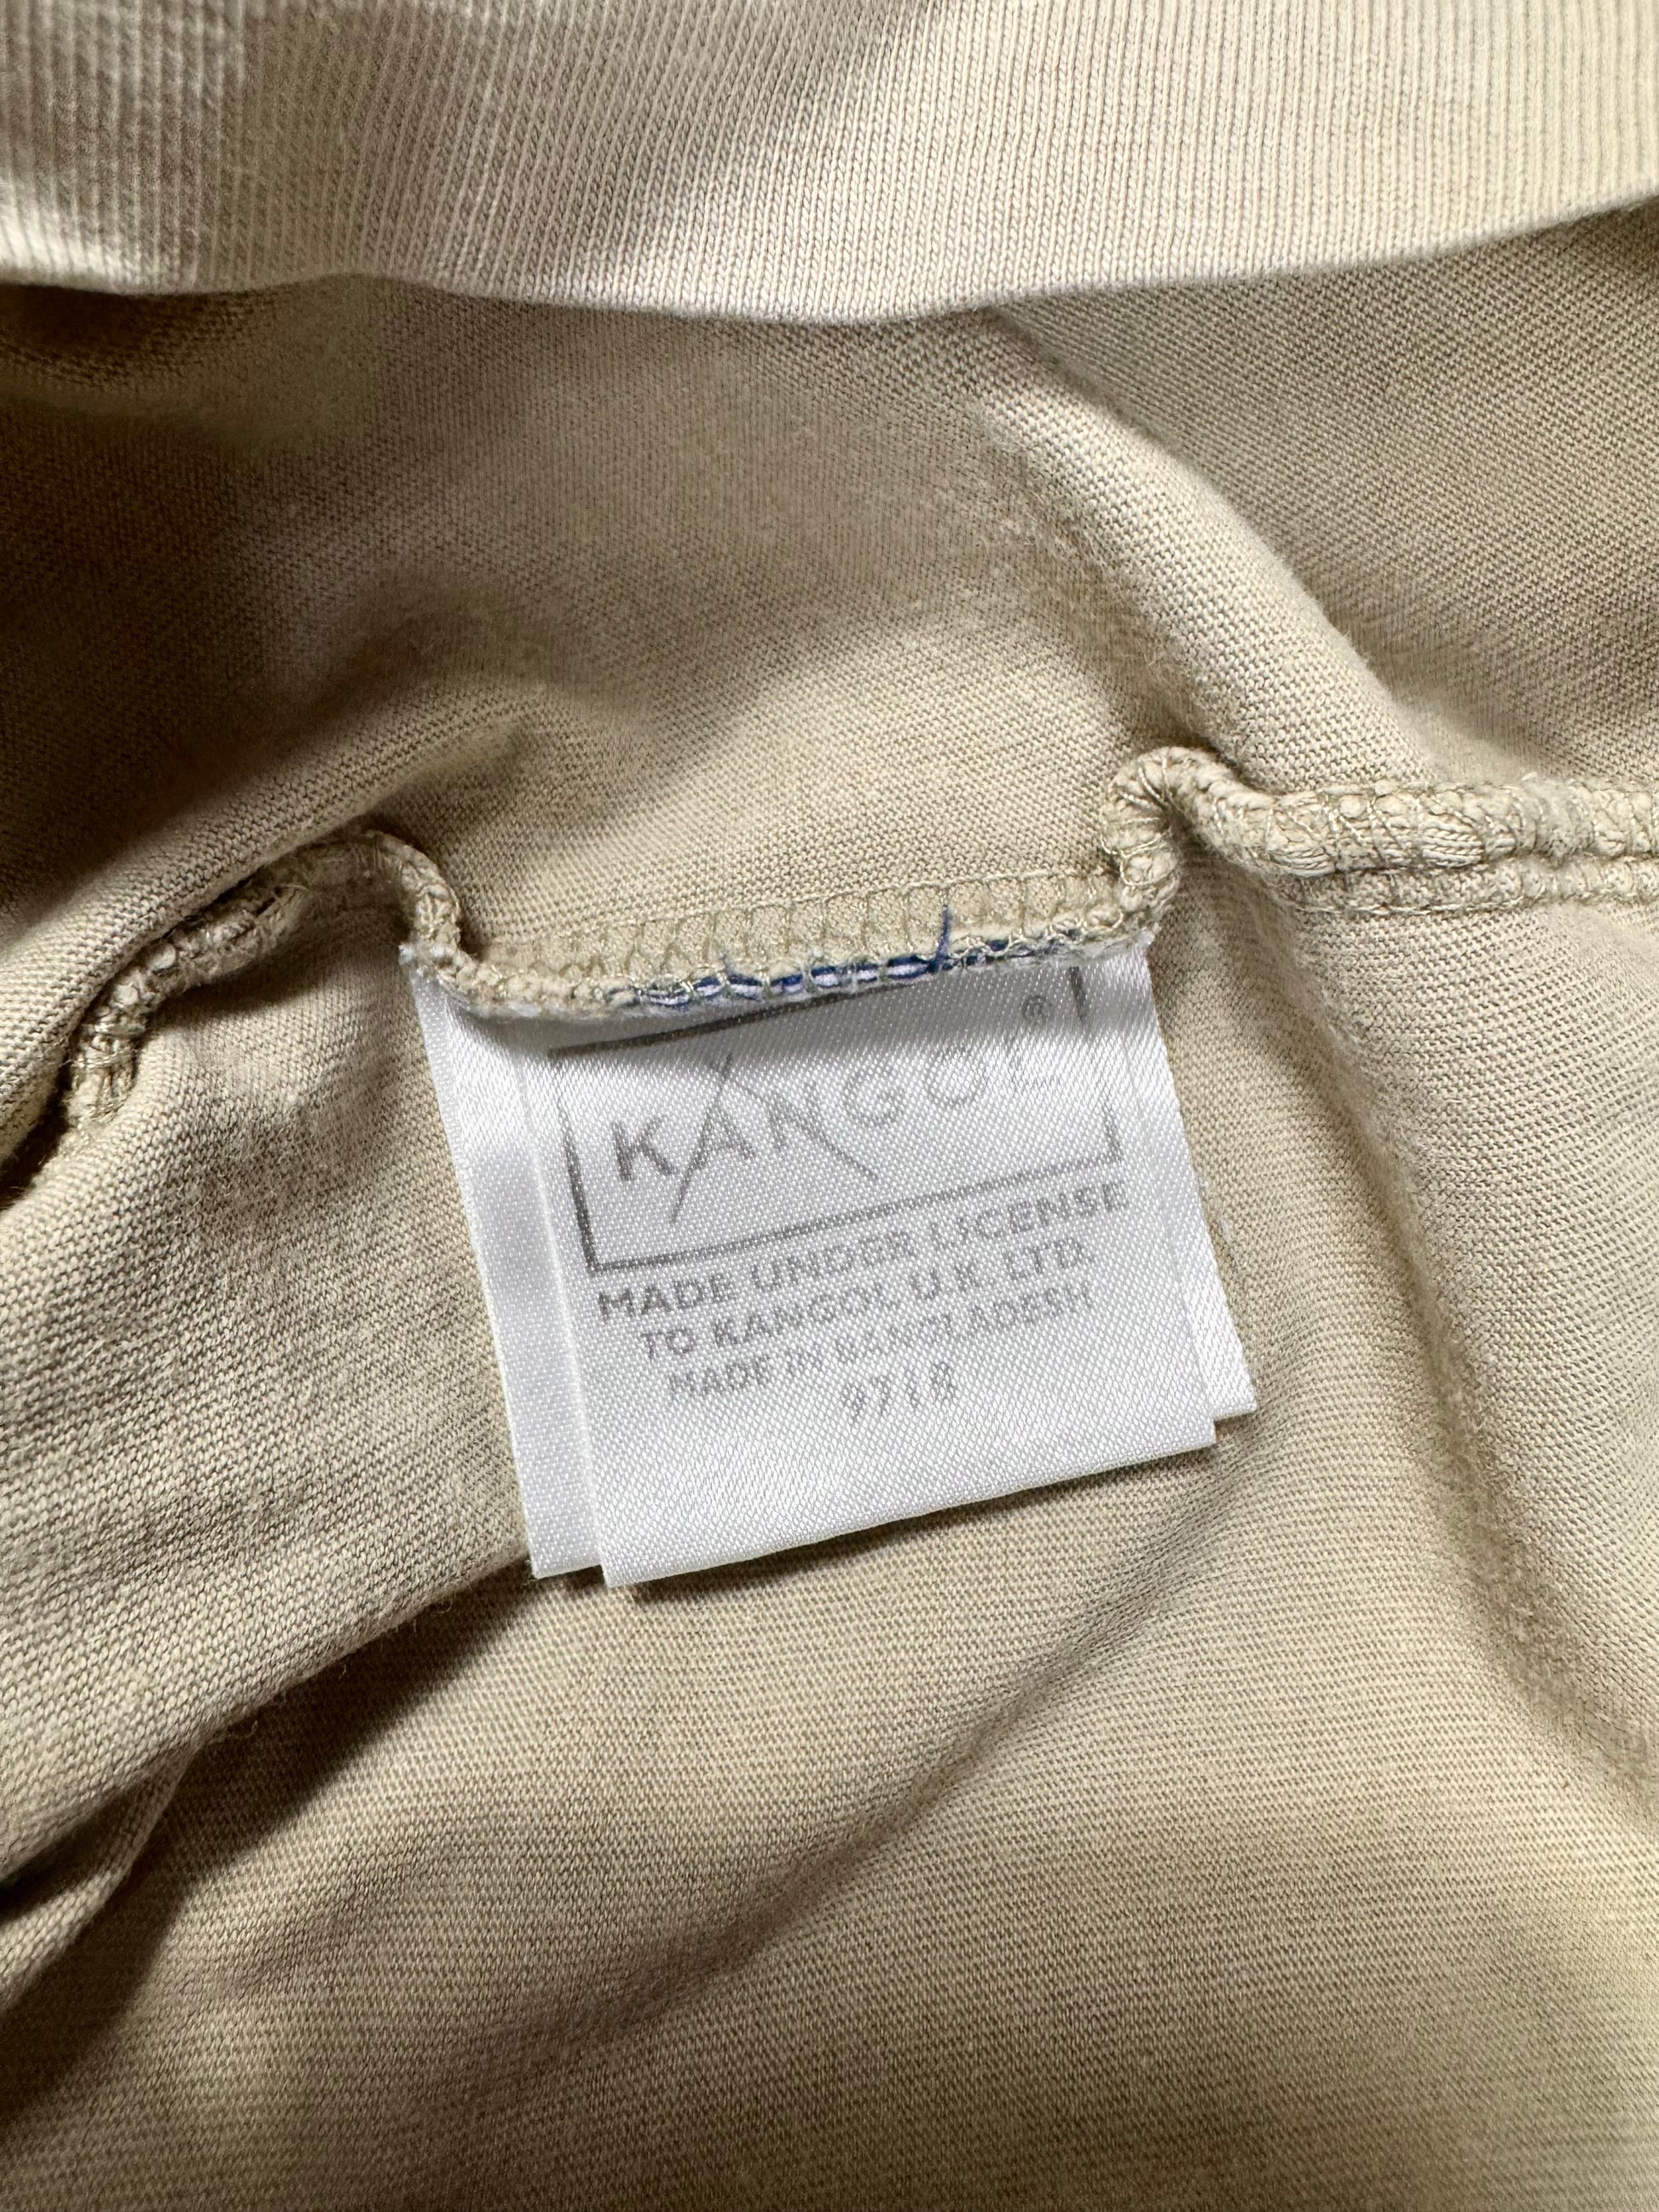 ®
KANGOL
MADE UNDER LICENSE
TO KANGOL U.K. LTD.
MADE IN BANGLADESH
9718